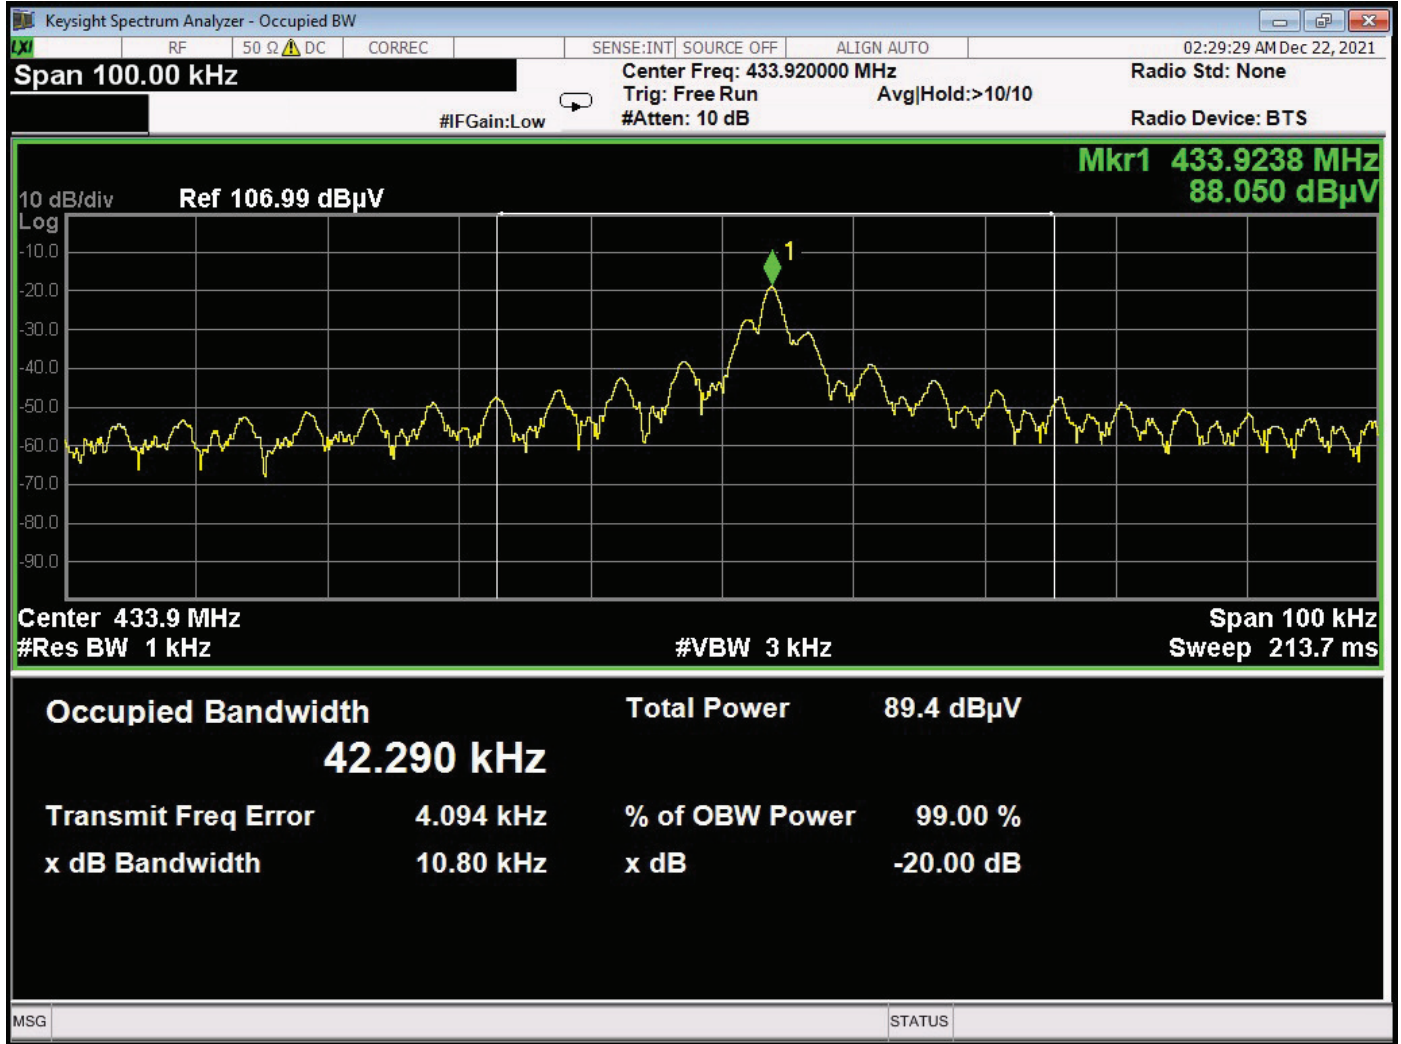 Keysight Spectrum Analyzer - Occupied BW
LXI RF 50 Ω DC CORREC SENSE:INT SOURCE OFF ALIGN AUTO 02:29:29 AM Dec 22, 2021
Span 100.00 kHz
Center Freq: 433.920000 MHz
Radio Std: None
Trig: Free Run Avg|Hold:>10/10
#IFGain:Low
#Atten: 10 dB
Radio Device: BTS
Mkr1 433.9238 MHz
88.050 dBµV
10 dB/div Ref 106.99 dBµV
Log
1
-10.0
-20.0
-30.0
-40.0
-50.0
-60.0
-70.0
-80.0
-90.0
Center 433.9 MHz Span 100 kHz
#Res BW 1 kHz #VBW 3 kHz Sweep 213.7 ms
Occupied Bandwidth Total Power 89.4 dBµV
42.290 kHz
Transmit Freq Error 4.094 kHz % of OBW Power 99.00 %
x dB Bandwidth 10.80 kHz x dB -20.00 dB
MSG STATUS